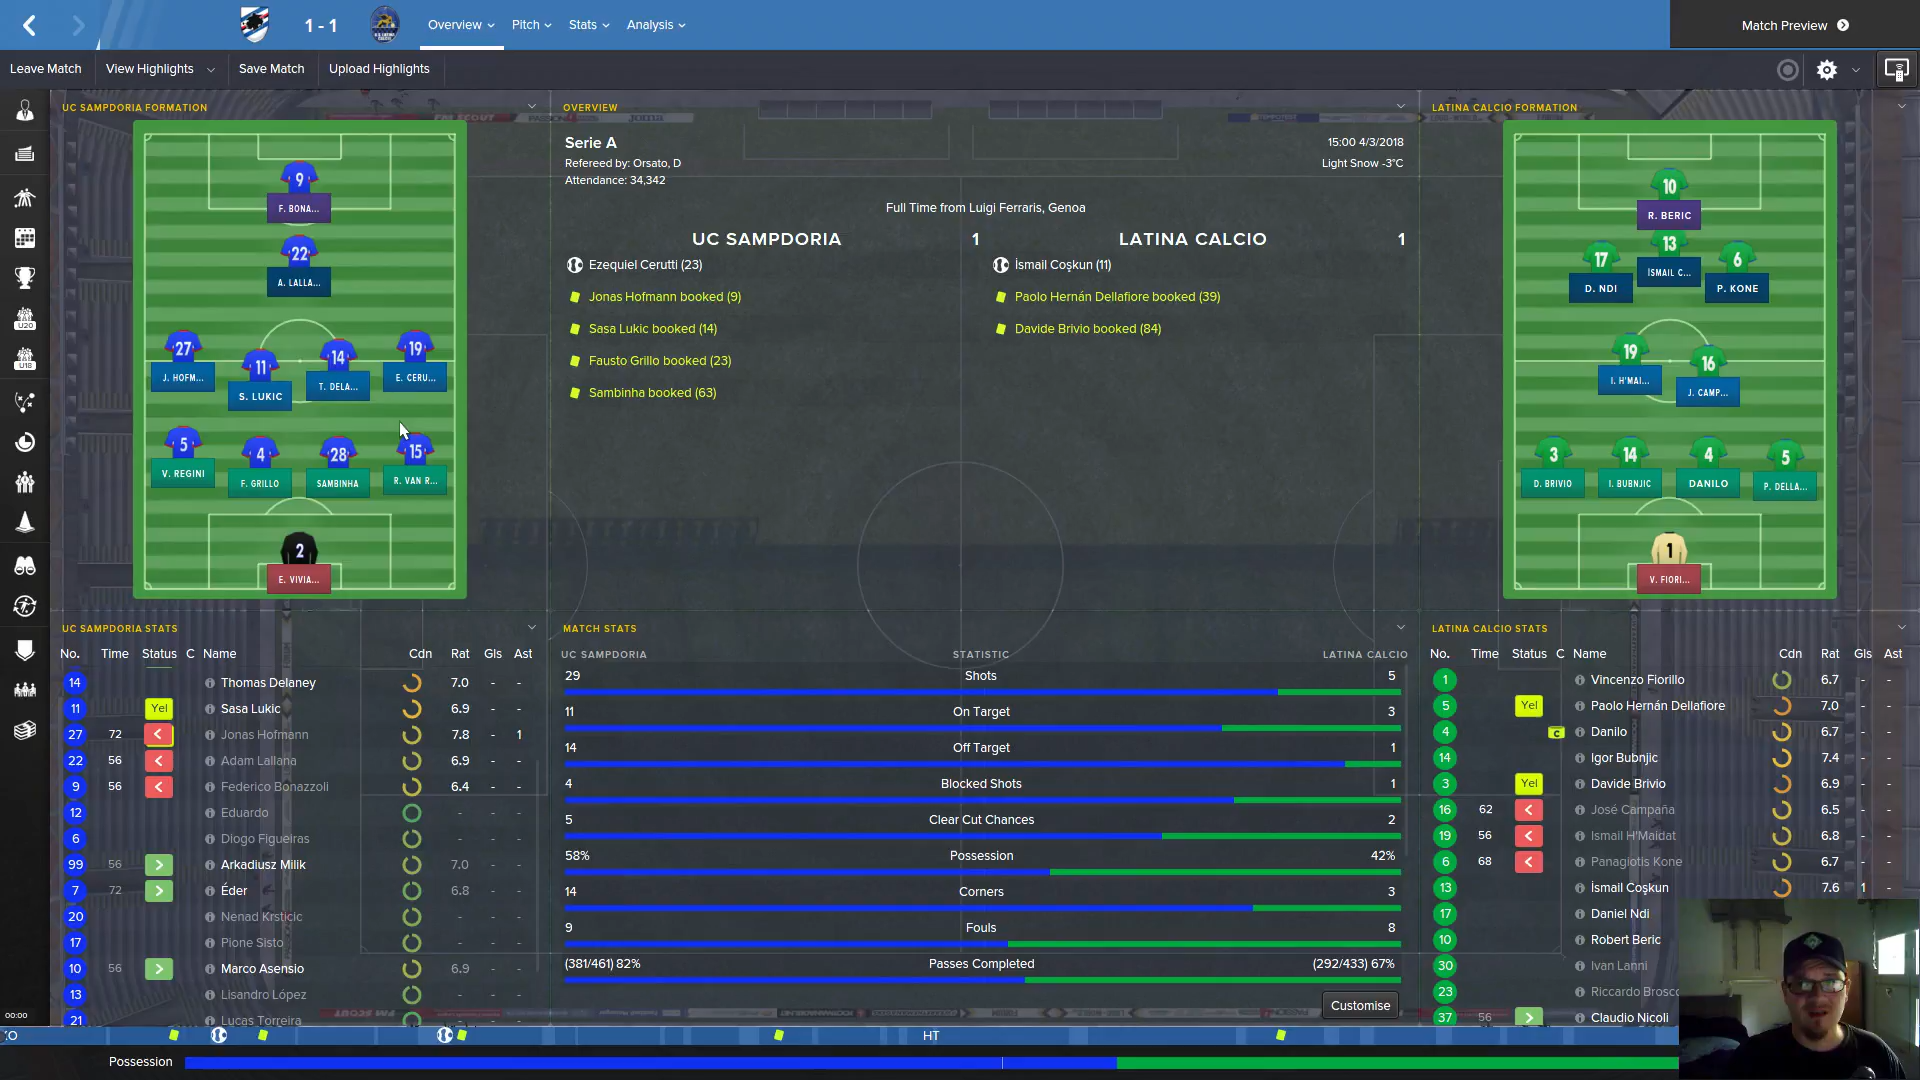 1 - 1
Overview
Pitch
Stats
Analysis
Match Preview
Leave Match
View Highlights
Save Match
Upload Highlights
UC SAMPDORIA FORMATION
9
F. BONA...
22
A. LALLA...
27
J. HOFM...
11
S. LUKIC
14
T. DELA...
19
E. CERU...
5
V. REGINI
4
F. GRILLO
28
SAMBINHA
15
R. VAN R...
2
E. VIVIA...
OVERVIEW
Serie A
15:00 4/3/2018
Refereed by: Orsato, D
Light Snow -3°C
Attendance: 34,342
Full Time from Luigi Ferraris, Genoa
UC SAMPDORIA 1 LATINA CALCIO 1
Ezequiel Cerutti (23)
Jonas Hofmann booked (9)
Sasa Lukic booked (14)
Fausto Grillo booked (23)
Sambinha booked (63)
İsmail Coşkun (11)
Paolo Hernán Dellafiore booked (39)
Davide Brivio booked (84)
LATINA CALCIO FORMATION
10
R. BERIC
17
D. NDI
13
İSMAIL C...
6
P. KONE
19
I. H'MAI...
16
J. CAMP...
3
D. BRIVIO
14
I. BUBNJIC
4
DANILO
5
P. DELLA...
1
V. FIORI...
U20
U18
UC SAMPDORIA STATS
No. Time Status C Name Cdn Rat Gls Ast
14 Thomas Delaney 7.0 - -
11 Yel Sasa Lukic 6.9 - -
27 72 < Jonas Hofmann 7.8 - 1
22 56 < Adam Lallana 6.9 - -
9 56 < Federico Bonazzoli 6.4 - -
12 Eduardo - - -
6 Diogo Figueiras - - -
99 56 > Arkadiusz Milik 7.0 - -
7 72 > Éder 6.8 - -
20 Nenad Krsticic - - -
17 Pione Sisto - - -
10 56 > Marco Asensio 6.9 - -
13 Lisandro López - - -
21 Lucas Torreira - - -
MATCH STATS
UC SAMPDORIA STATISTIC LATINA CALCIO
29 Shots 5
11 On Target 3
14 Off Target 1
4 Blocked Shots 1
5 Clear Cut Chances 2
58% Possession 42%
14 Corners 3
9 Fouls 8
(381/461) 82% Passes Completed (292/433) 67%
Customise
LATINA CALCIO STATS
No. Time Status C Name Cdn Rat Gls Ast
1 Vincenzo Fiorillo 6.7 - -
5 Yel Paolo Hernán Dellafiore 7.0 - -
4 C Danilo 6.7 - -
14 Igor Bubnjic 7.4 - -
3 Yel Davide Brivio 6.9 - -
16 62 < José Campaña 6.5 - -
19 56 < Ismail H'Maidat 6.8 - -
6 68 < Panagiotis Kone 6.7 - -
13 İsmail Coşkun 7.6 1 -
17 Daniel Ndi
10 Robert Beric
30 Ivan Lanni
23 Riccardo Brosco
37 56 > Claudio Nicoli
00:00
HT
Possession